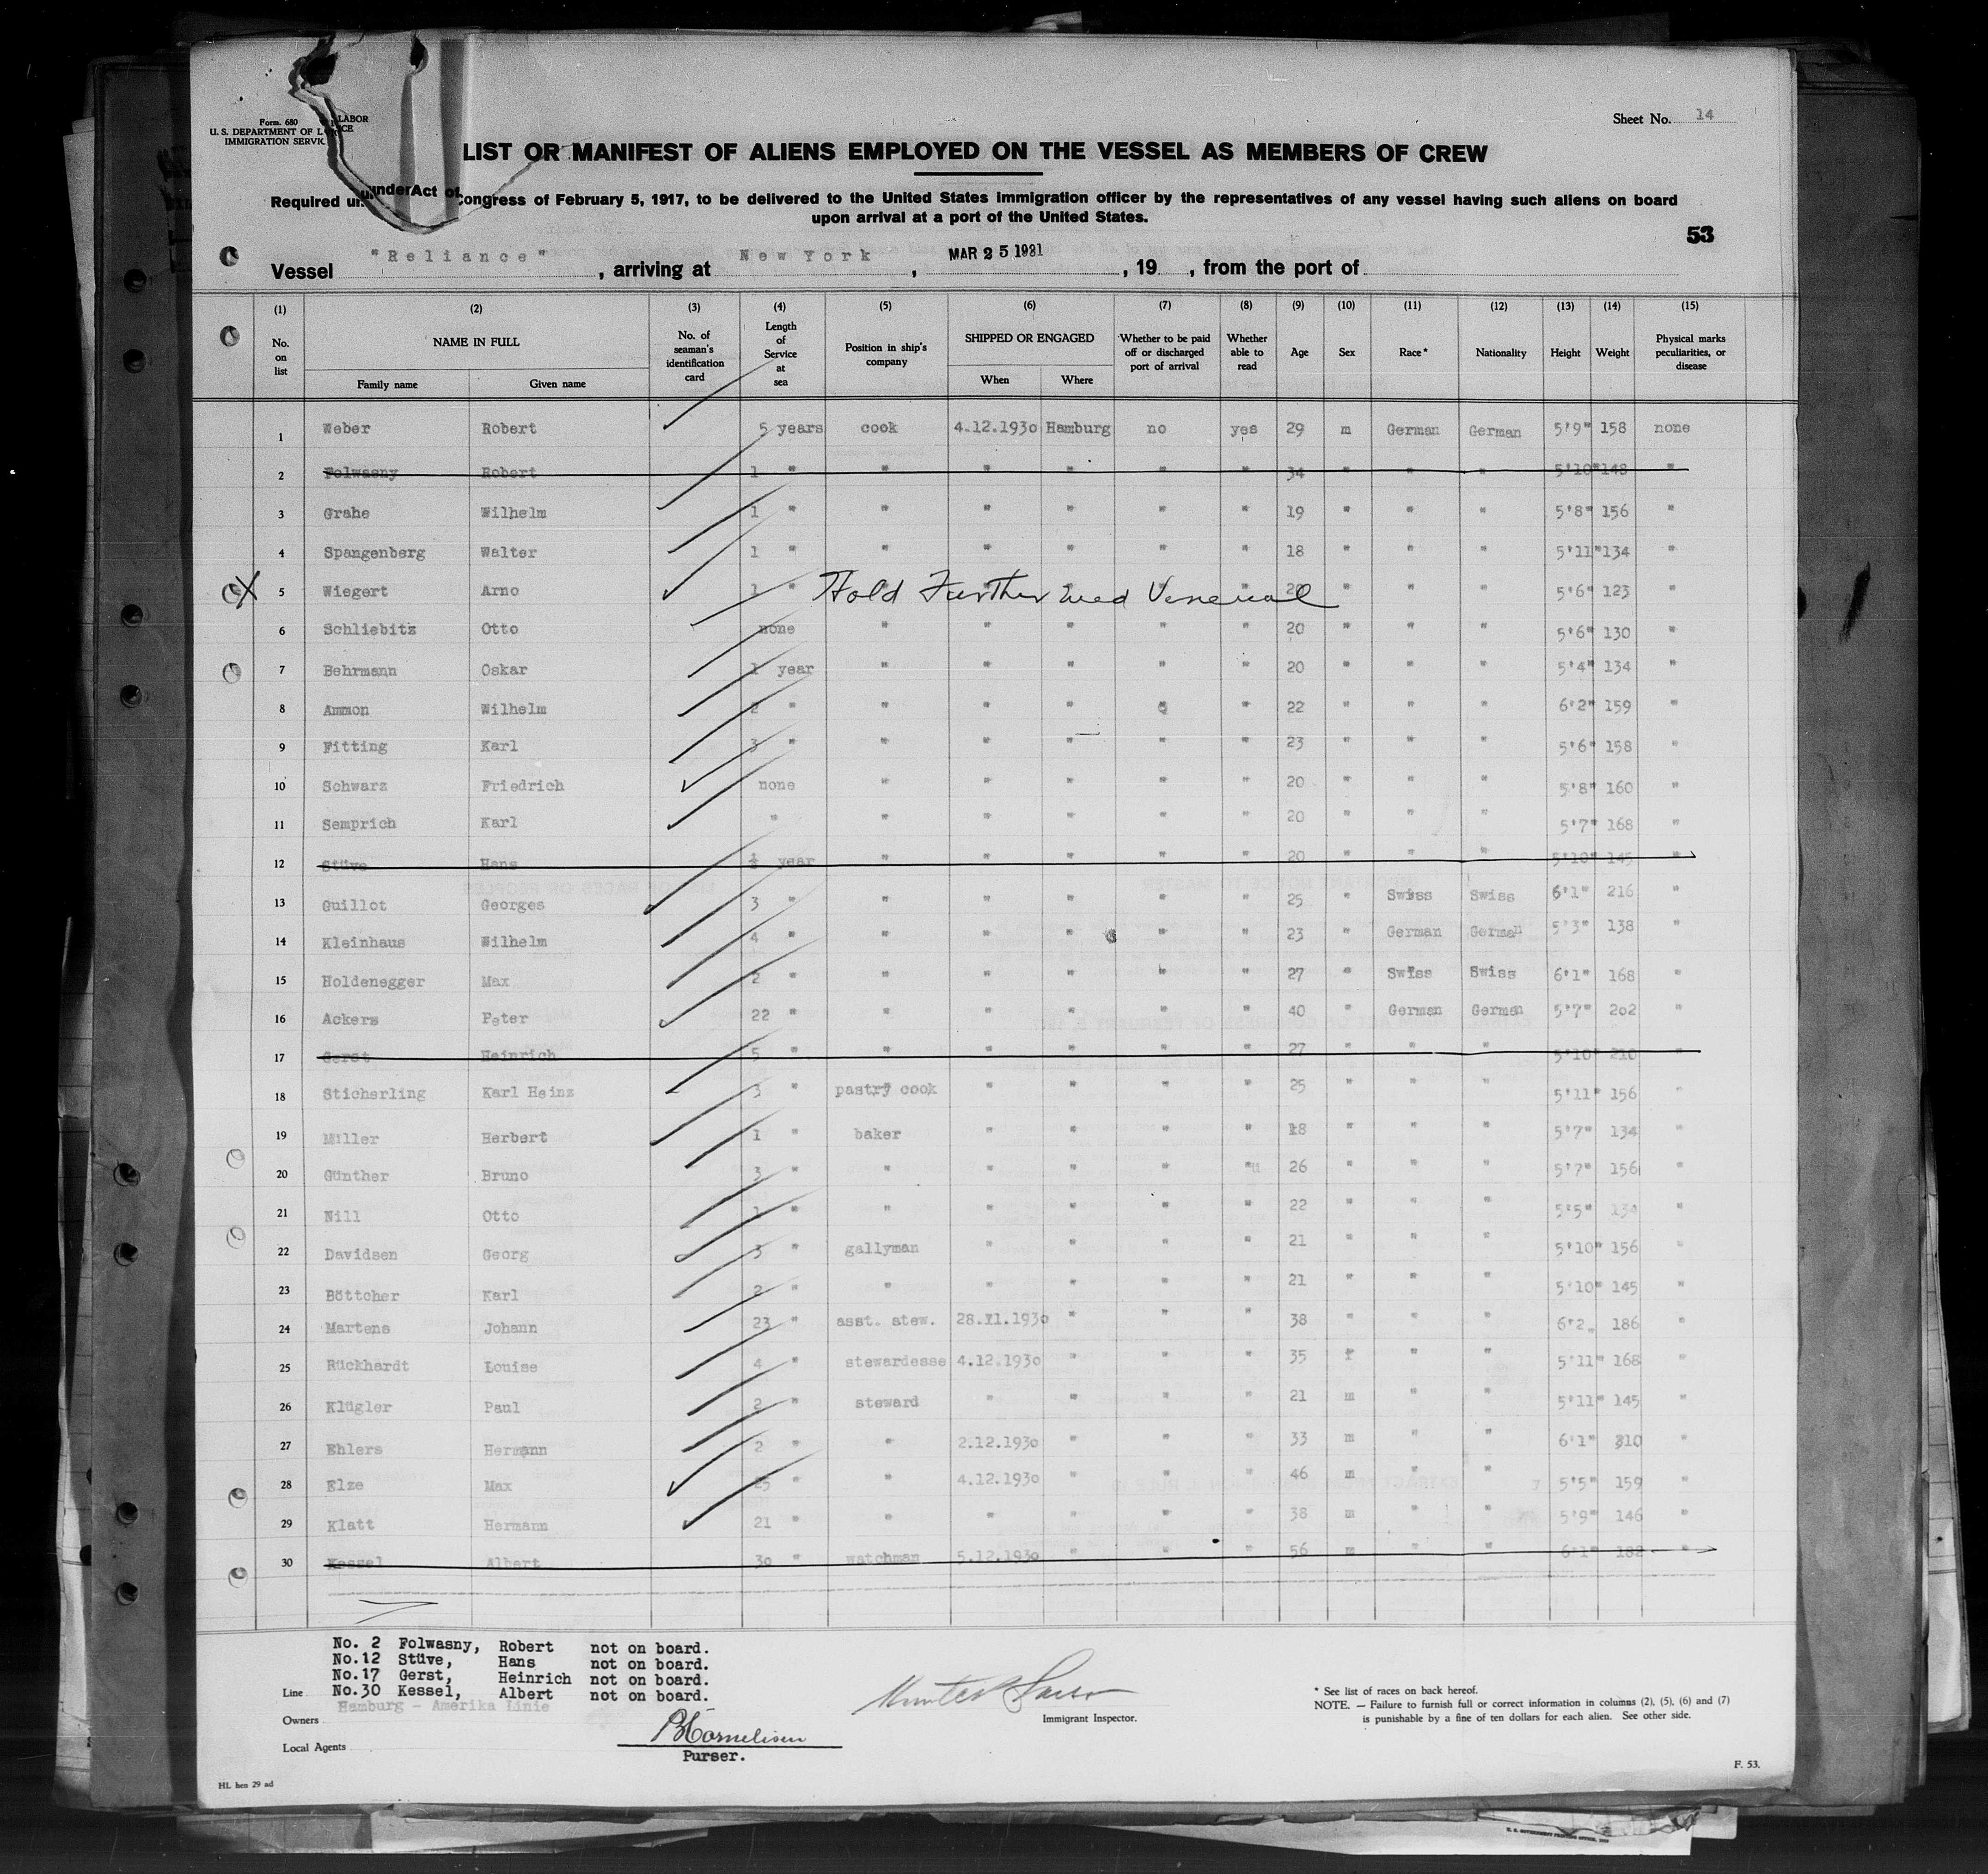 Form. 680
U. S. DEPARTMENT OF LABOR
IMMIGRATION SERVICE
Sheet No. 14
LIST OR MANIFEST OF ALIENS EMPLOYED ON THE VESSEL AS MEMBERS OF CREW
Required under Act of Congress of February 5, 1917, to be delivered to the United States immigration officer by the representatives of any vessel having such aliens on board
upon arrival at a port of the United States.
53
Vessel "Reliance", arriving at New York, MAR 25 1931, 19 , from the port of
(1) (2) (3) (4) (5) (6) (7) (8) (9) (10) (11) (12) (13) (14) (15)
No. on list NAME IN FULL Family name Given name No. of seaman's identification card Length of Service at sea Position in ship's company SHIPPED OR ENGAGED When Where Whether to be paid off or discharged port of arrival Whether able to read Age Sex Race* Nationality Height Weight Physical marks peculiarities, or disease
1 Weber Robert 5 years cook 4.12.1930 Hamburg no yes 29 m German German 5'9" 158 none
2 Folwasny Robert 1 " " " " " " 34 " " " 5'10" 148 "
3 Grahe Wilhelm 1 " " " " " " 19 " " " 5'8" 156 "
4 Spangenberg Walter 1 " " " " " " 18 " " " 5'11" 134 "
5 Wiegert Arno 1 " Hold Further Med Venereal 20 " " " 5'6" 123 "
6 Schliebitz Otto none " " " " " 20 " " " 5'6" 130 "
7 Behrmann Oskar 1 year " " " " " 20 " " " 5'4" 134 "
8 Ammon Wilhelm 2 " " " " " " 22 " " " 6'2" 159 "
9 Fitting Karl 3 " " " " " " 23 " " " 5'6" 158 "
10 Schwarz Friedrich none " " " " " 20 " " " 5'8" 160 "
11 Semprich Karl " " " " " " 20 " " " 5'7" 168 "
12 Stüve Hans ½ year " " " " " 20 " " " 5'10" 145 "
13 Guillot Georges 3 " " " " " " 25 " Swiss Swiss 6'1" 216 "
14 Kleinhaus Wilhelm 4 " " " " " " 23 " German German 5'3" 138 "
15 Holdenegger Max 2 " " " " " " 27 " Swiss Swiss 6'1" 168 "
16 Ackers Peter 22 " " " " " " 40 " German German 5'7" 202 "
17 Gerst Heinrich 5 " " " " " " 27 " " " 5'10" 210 "
18 Sticherling Karl Heinz 3 " pastry cook " " " " 25 " " " 5'11" 156 "
19 Miller Herbert 1 " baker " " " " 18 " " " 5'7" 134 "
20 Günther Bruno 3 " " " " " " 26 " " " 5'7" 156 "
21 Nill Otto 1 " " " " " " 22 " " " 5'5" 134 "
22 Davidsen Georg 3 " gallyman " " " " 21 " " " 5'10" 156 "
23 Böttcher Karl 2 " " " " " " 21 " " " 5'10" 145 "
24 Martens Johann 23 " asst. stew. 28.XI.1930 " " " 38 " " " 6'2" 186 "
25 Rückhardt Louise 4 " stewardesse 4.12.1930 " " " 35 f " " 5'11" 168 "
26 Klügler Paul 2 " steward " " " " 21 m " " 5'11" 145 "
27 Ehlers Hermann 2 " " 2.12.1930 " " " 33 m " " 6'1" 210 "
28 Elze Max 25 " " 4.12.1930 " " " 46 m " " 5'5" 159 "
29 Klatt Hermann 21 " " " " " " 38 m " " 5'9" 146 "
30 Kessel Albert 30 " watchman 5.12.1930 " " " 56 m " " 6'1" 182 "
No. 2 Folwasny, Robert not on board.
No.12 Stüve, Hans not on board.
No.17 Gerst, Heinrich not on board.
Line No.30 Kessel, Albert not on board.
Hamburg - Amerika Linie
Owners
Local Agents
Cornelisen
Purser.
Immigrant Inspector.
* See list of races on back hereof.
NOTE. — Failure to furnish full or correct information in columns (2), (5), (6) and (7)
is punishable by a fine of ten dollars for each alien. See other side.
HL hen 29 ad
F. 53.